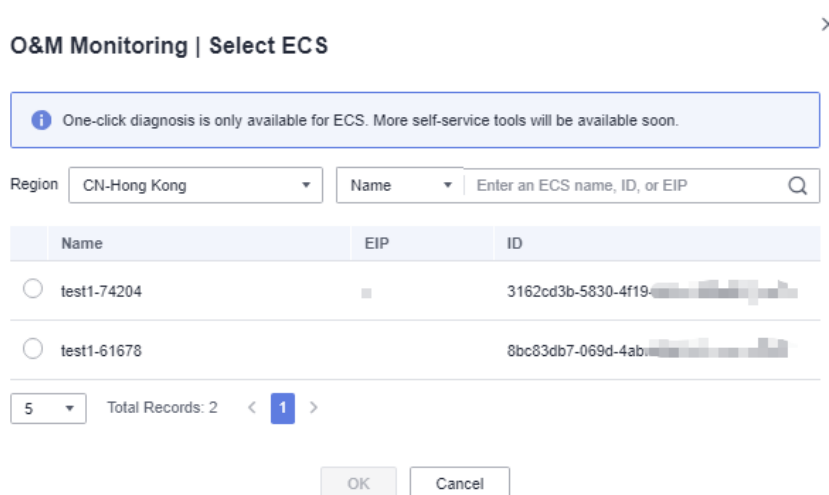 O&M Monitoring | Select ECS
One-click diagnosis is only available for ECS. More self-service tools will be available soon.
Region CN-Hong Kong Name Enter an ECS name, ID, or EIP
Name EIP ID
test1-74204 3162cd3b-5830-4f19-
test1-61678 8bc83db7-069d-4ab
5 Total Records: 2 < 1 >
OK Cancel